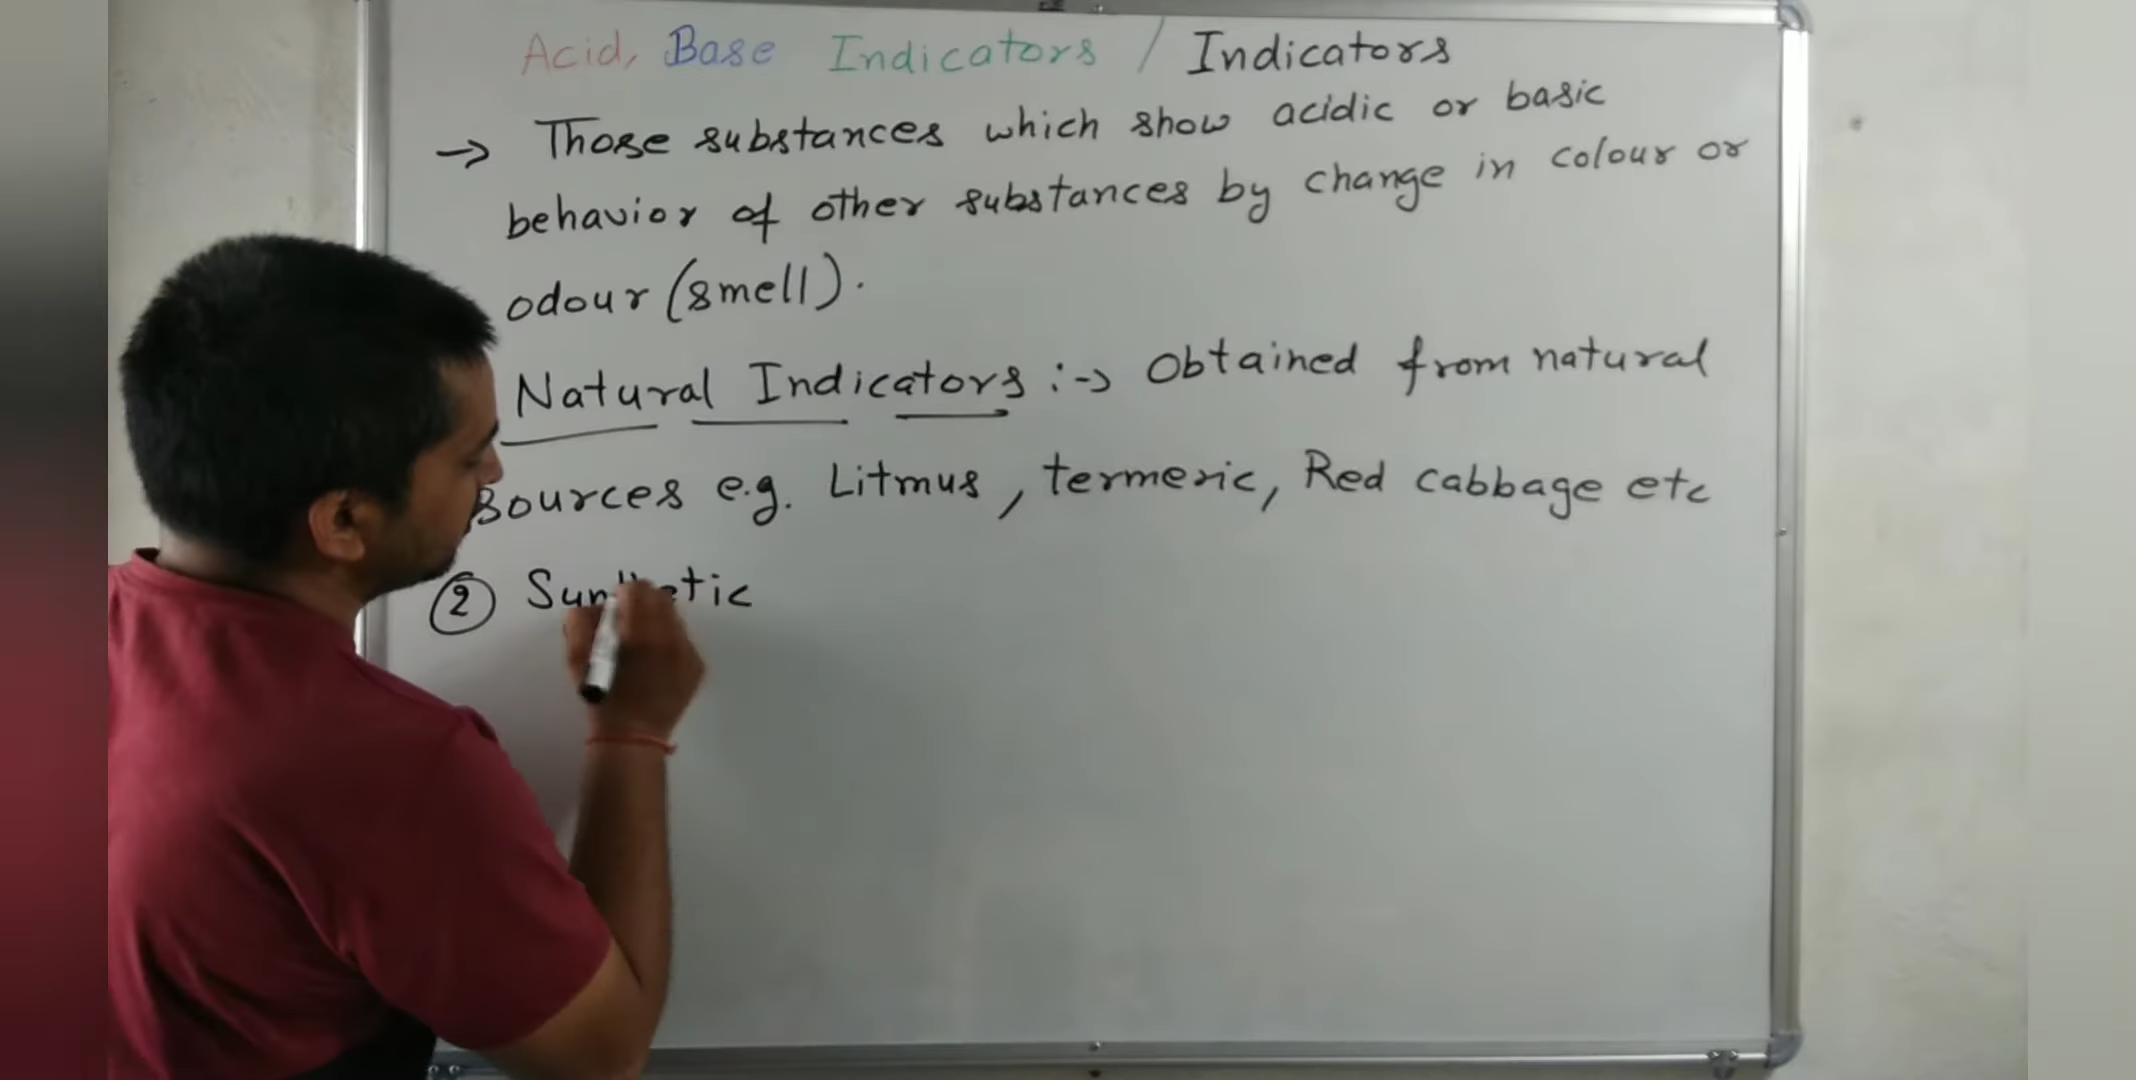 Acid, Base Indicators / Indicators
→ Those substances which show acidic or basic
behavior of other substances by change in colour or
odour (smell).
Natural Indicators :→ Obtained from natural
Sources e.g. Litmus, termeric, Red cabbage etc
② Synthetic